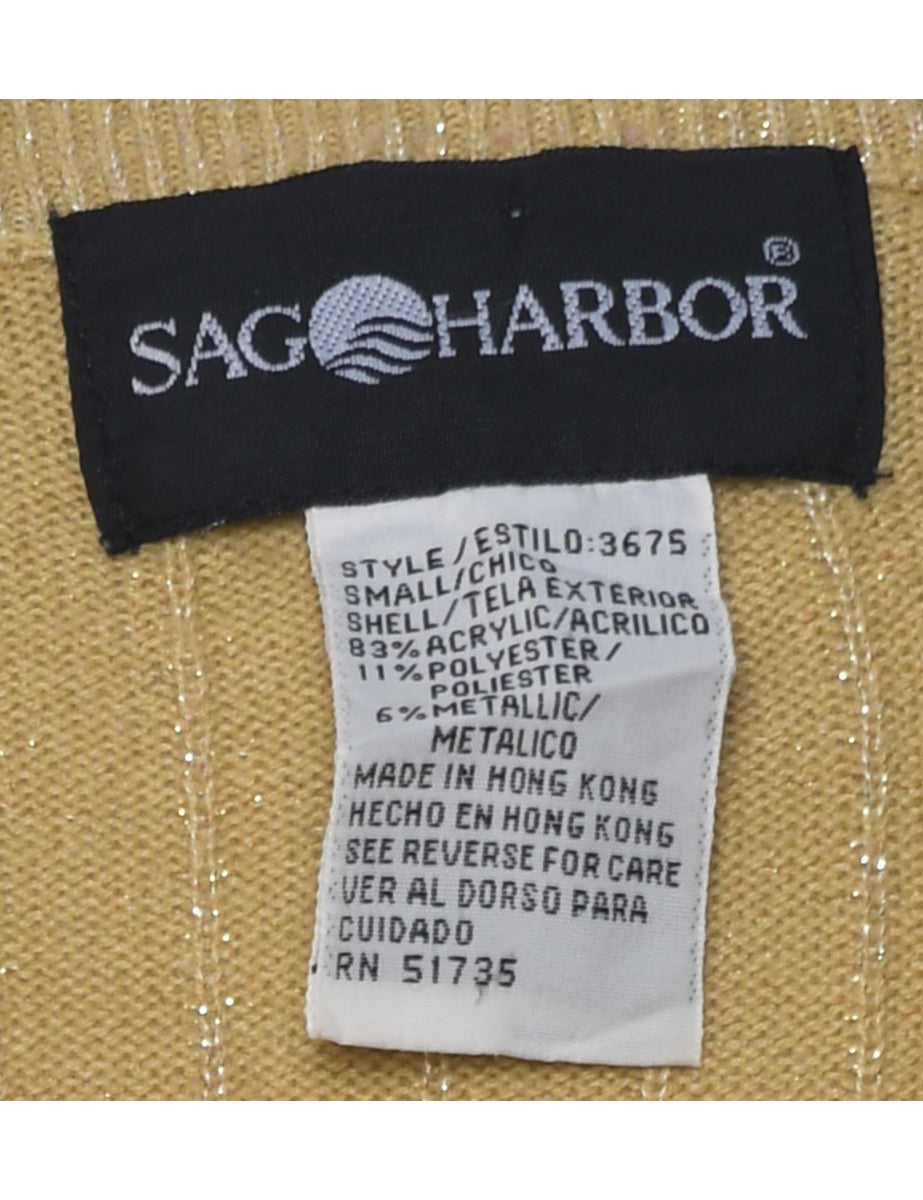 SAG HARBOR®
STYLE/ESTILO:3675
SMALL/CHICO
SHELL/TELA EXTERIOR
83% ACRYLIC/ACRILICO
11% POLYESTER/
POLIESTER
6% METALLIC/
METALICO
MADE IN HONG KONG
HECHO EN HONG KONG
SEE REVERSE FOR CARE
VER AL DORSO PARA
CUIDADO
RN 51735